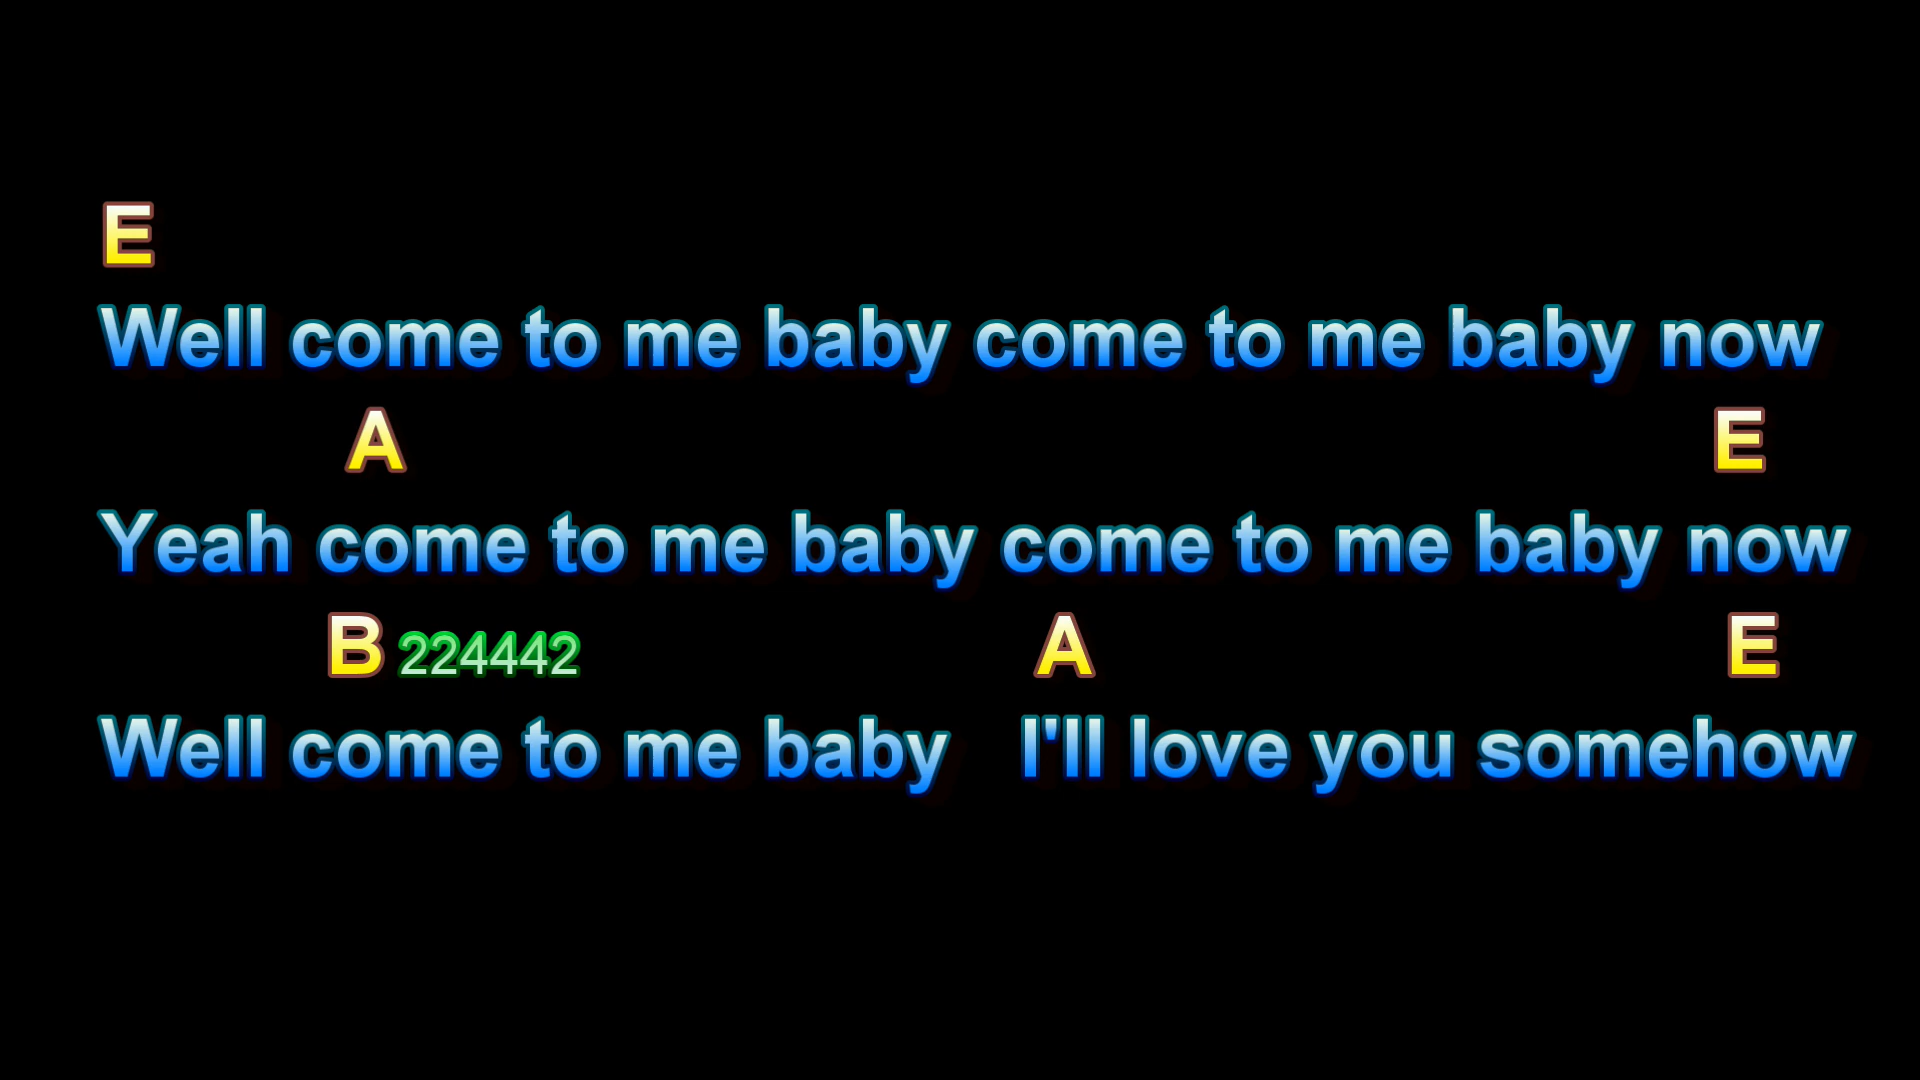 E
Well come to me baby come to me baby now
A E
Yeah come to me baby come to me baby now
B 224442 A E
Well come to me baby I'll love you somehow